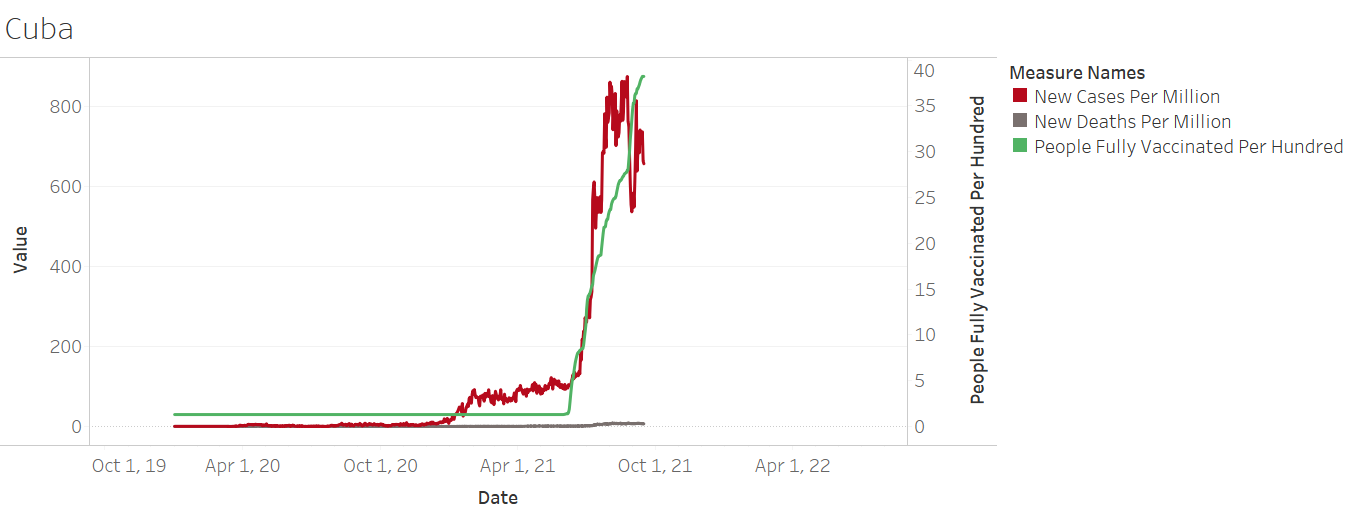 Cuba
Measure Names
New Cases Per Million
New Deaths Per Million
People Fully Vaccinated Per Hundred
Value
800
600
400
200
0
40
35
30
25
20
15
10
5
0
People Fully Vaccinated Per Hundred
Oct 1, 19 Apr 1, 20 Oct 1, 20 Apr 1, 21 Oct 1, 21 Apr 1, 22
Date